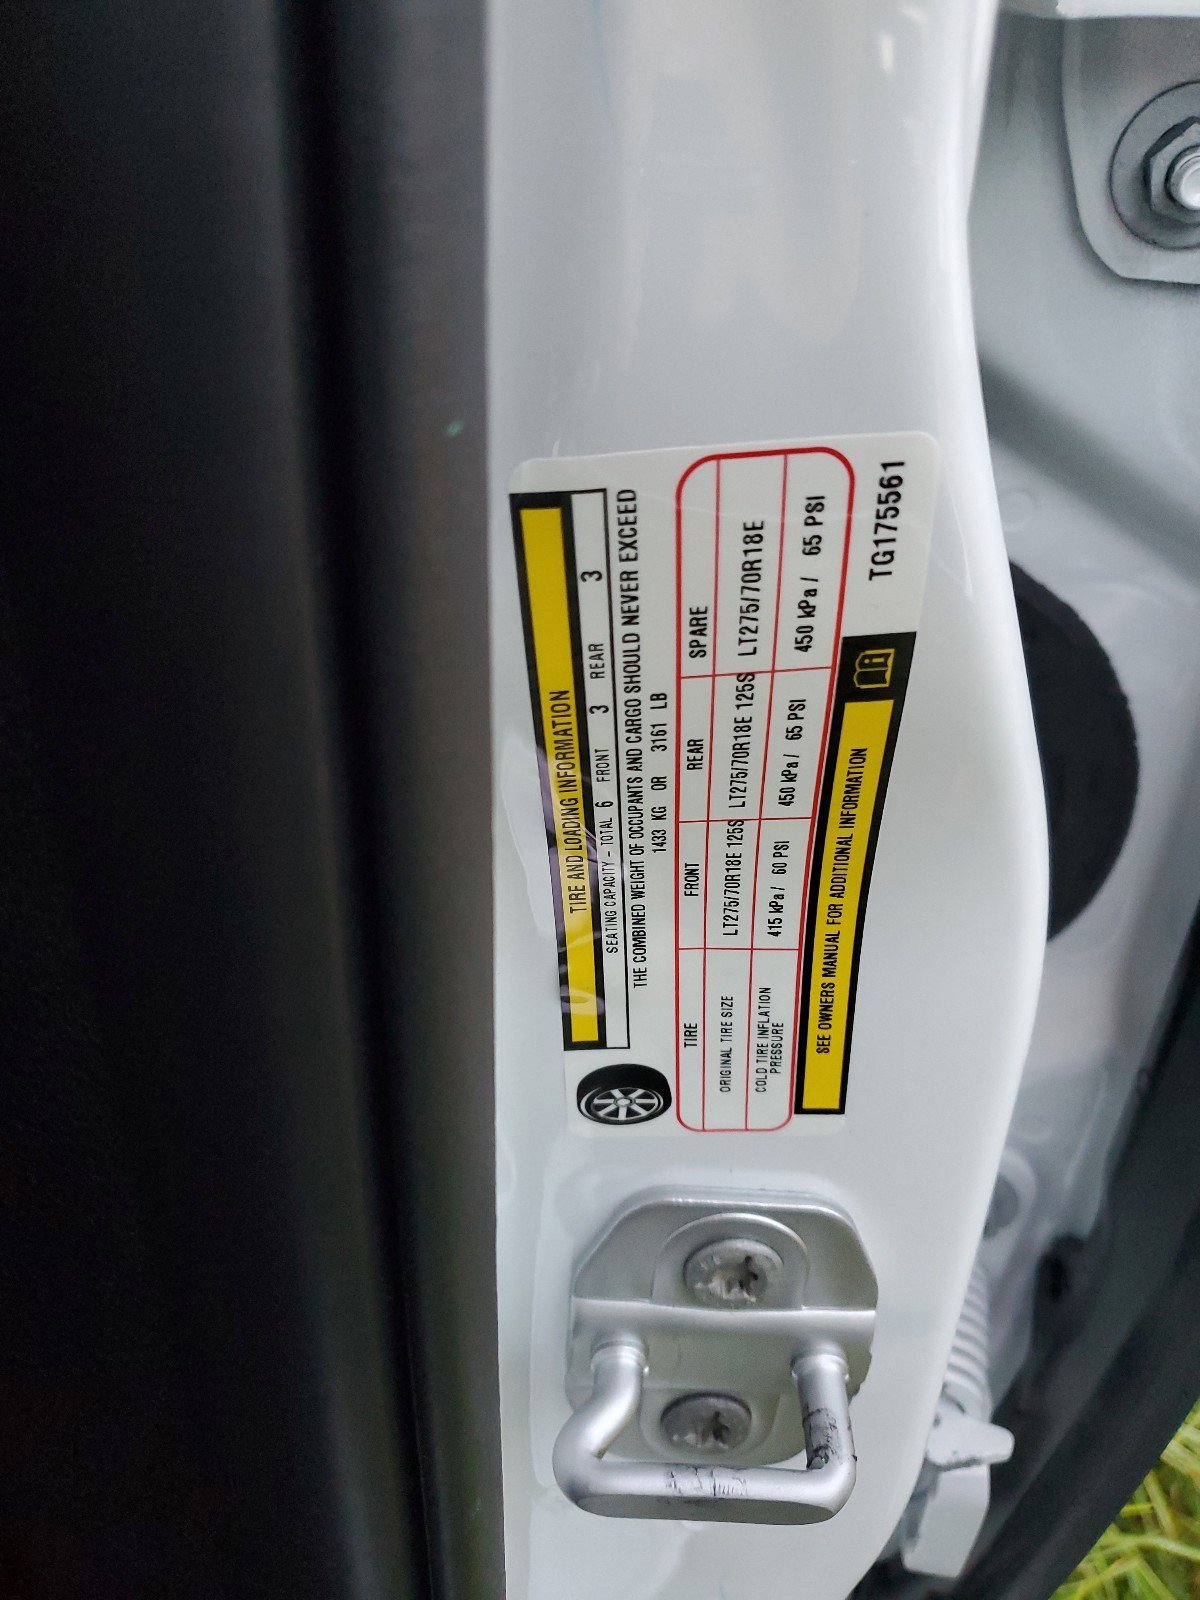 TIRE AND LOADING INFORMATION
SEATING CAPACITY - TOTAL 6 FRONT 3 REAR 3
THE COMBINED WEIGHT OF OCCUPANTS AND CARGO SHOULD NEVER EXCEED
1433 KG OR 3161 LB
TIRE FRONT REAR SPARE
ORIGINAL TIRE SIZE LT275/70R18E 125S LT275/70R18E 125S LT275/70R18E
COLD TIRE INFLATION
PRESSURE 415 kPa / 60 PSI 450 kPa / 65 PSI 450 kPa / 65 PSI
SEE OWNERS MANUAL FOR ADDITIONAL INFORMATION
TG175561